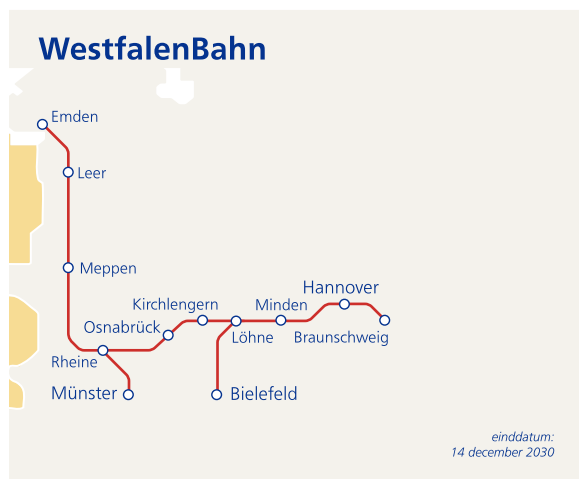 WestfalenBahn
Emden
Leer
Meppen
Hannover
Kirchlengern
Minden
Osnabrück
Löhne
Braunschweig
Rheine
Münster
Bielefeld
einddatum:
14 december 2030